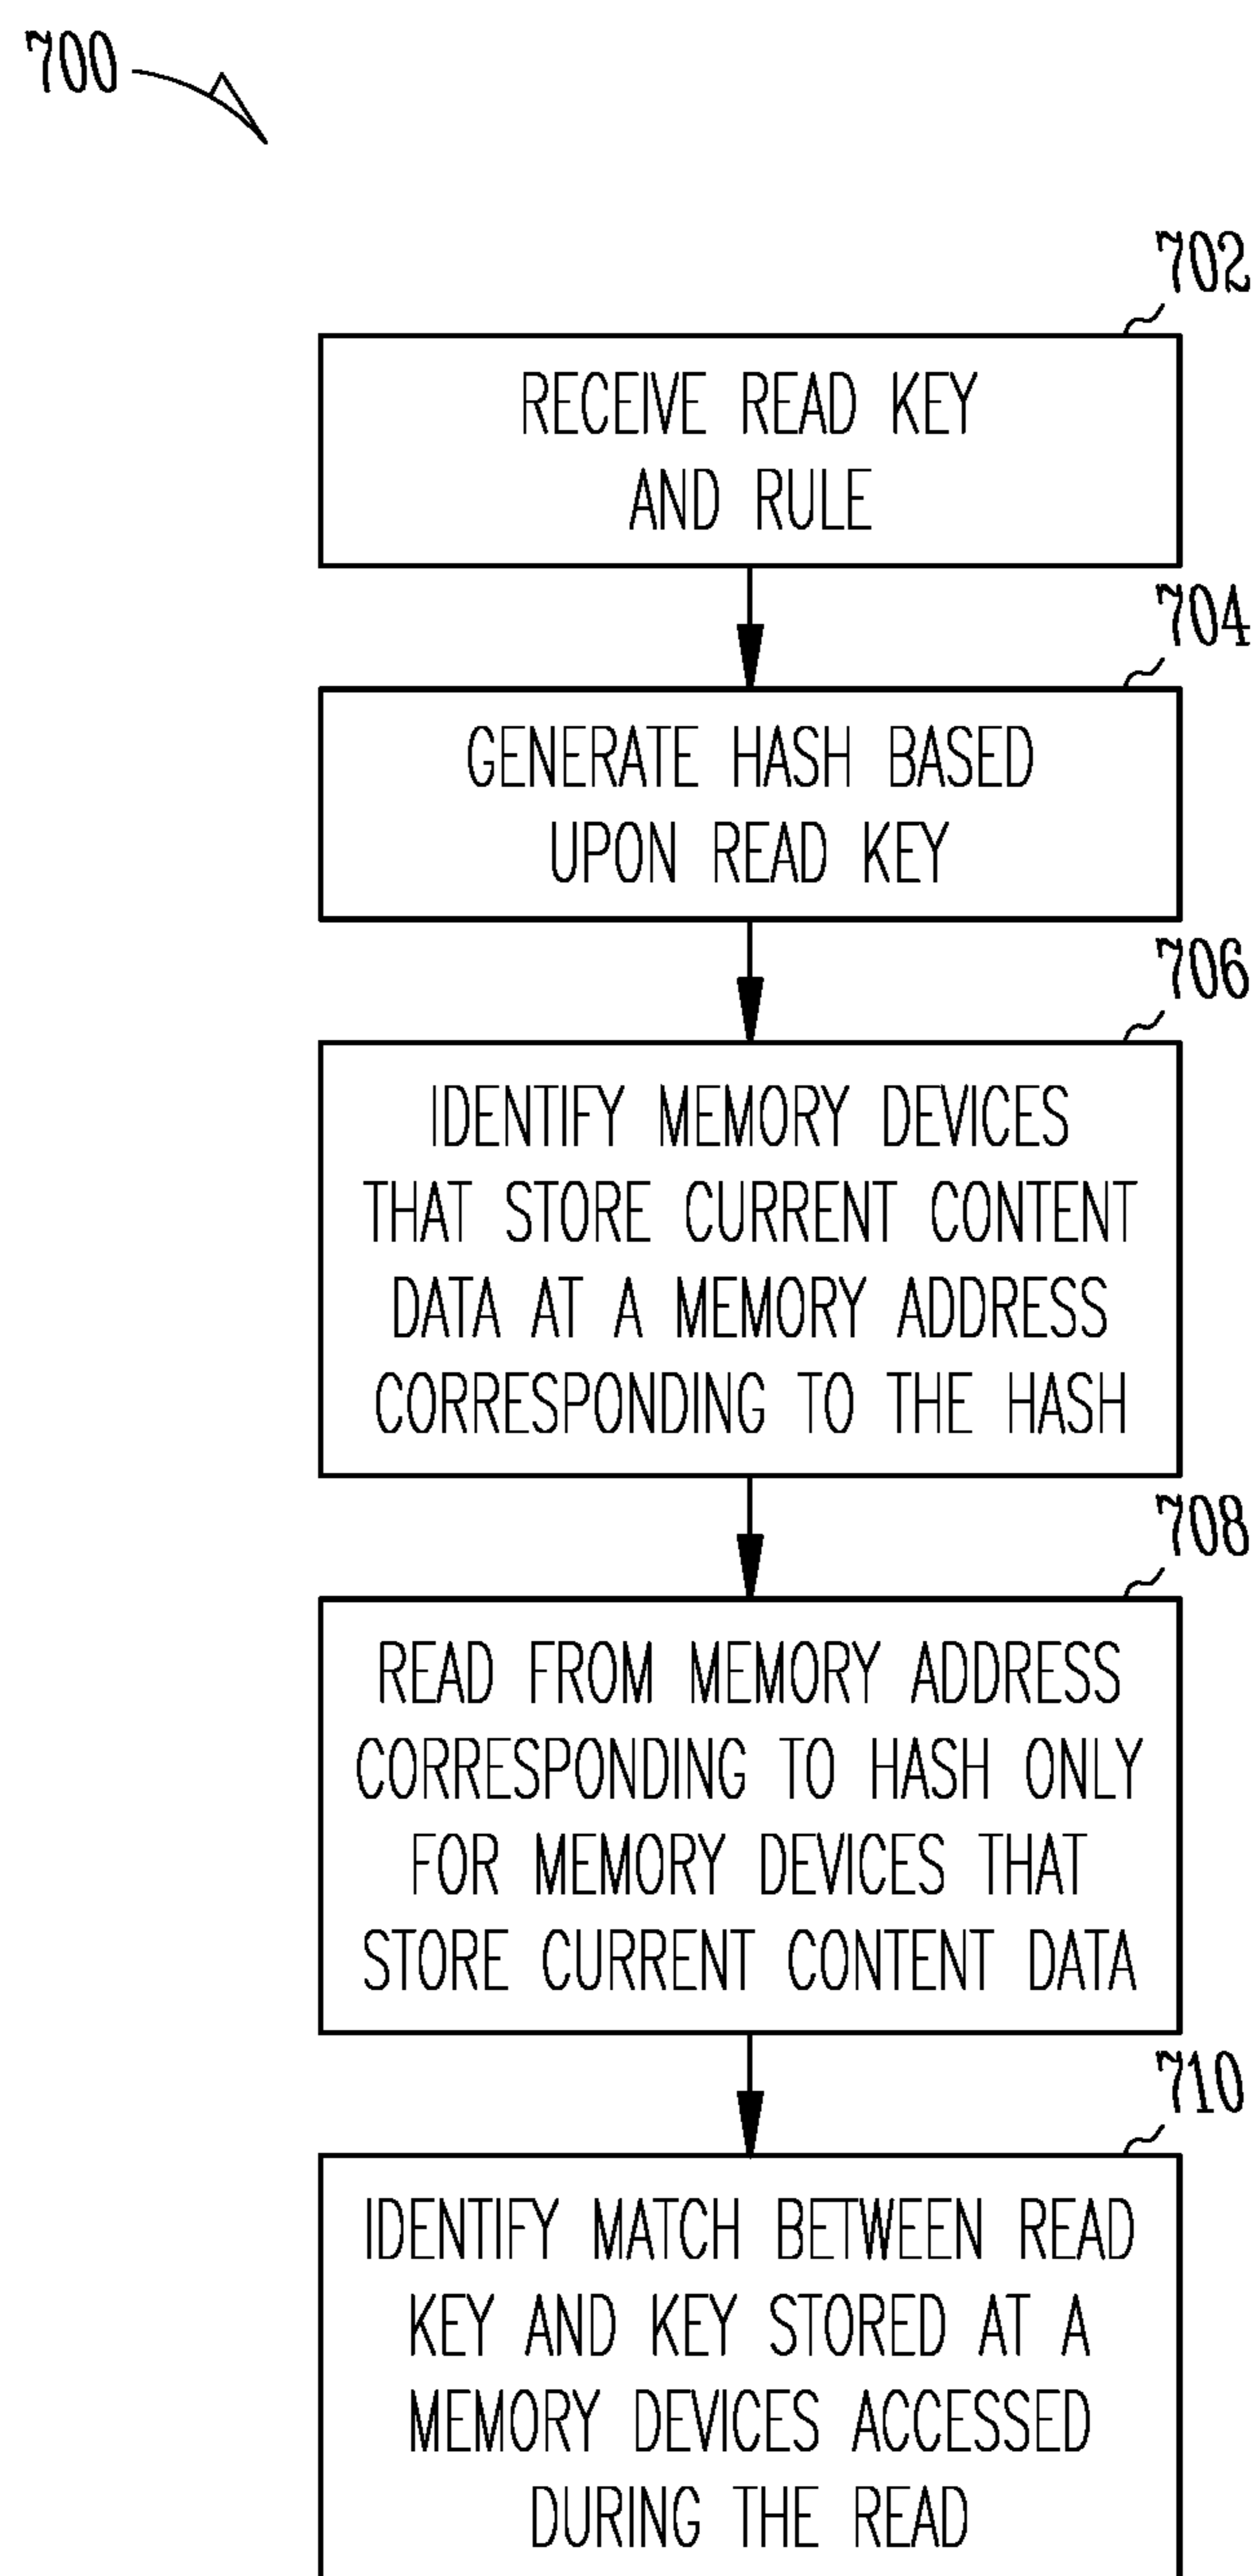 700
702
RECEIVE READ KEY
AND RULE
704
GENERATE HASH BASED
UPON READ KEY
706
IDENTIFY MEMORY DEVICES
THAT STORE CURRENT CONTENT
DATA AT A MEMORY ADDRESS
CORRESPONDING TO THE HASH
708
READ FROM MEMORY ADDRESS
CORRESPONDING TO HASH ONLY
FOR MEMORY DEVICES THAT
STORE CURRENT CONTENT DATA
710
IDENTIFY MATCH BETWEEN READ
KEY AND KEY STORED AT A
MEMORY DEVICES ACCESSED
DURING THE READ